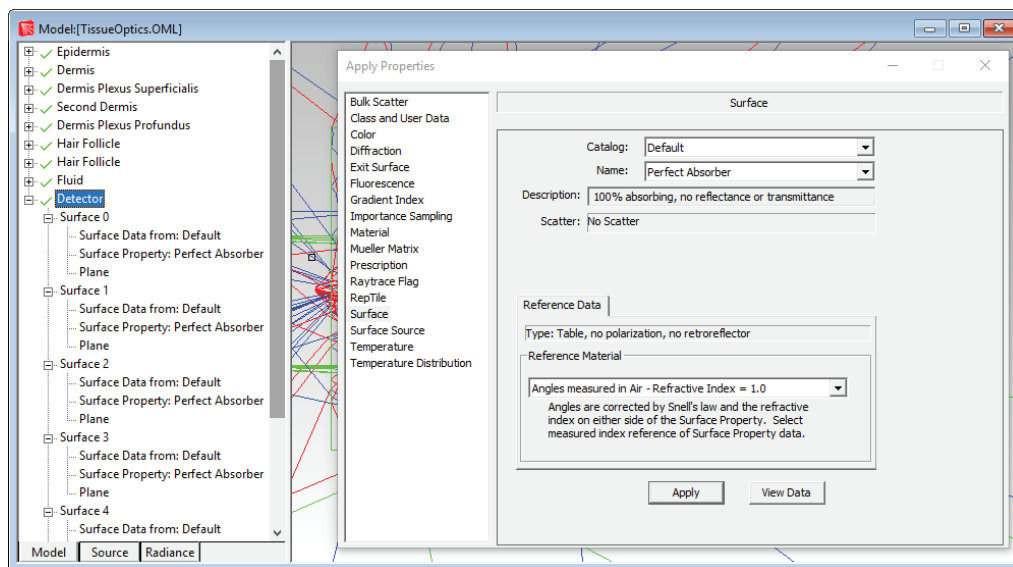 Model:[TissueOptics.OML]
Epidermis
Dermis
Dermis Plexus Superficialis
Second Dermis
Dermis Plexus Profundus
Hair Follicle
Hair Follicle
Fluid
Detector
Surface 0
Surface Data from: Default
Surface Property: Perfect Absorber
Plane
Surface 1
Surface Data from: Default
Surface Property: Perfect Absorber
Plane
Surface 2
Surface Data from: Default
Surface Property: Perfect Absorber
Plane
Surface 3
Surface Data from: Default
Surface Property: Perfect Absorber
Plane
Surface 4
Surface Data from: Default
Model
Source
Radiance
Apply Properties
Bulk Scatter
Class and User Data
Color
Diffraction
Exit Surface
Fluorescence
Gradient Index
Importance Sampling
Material
Mueller Matrix
Prescription
Raytrace Flag
RepTile
Surface
Surface Source
Temperature
Temperature Distribution
Surface
Catalog: Default
Name: Perfect Absorber
Description: 100% absorbing, no reflectance or transmittance
Scatter: No Scatter
Reference Data
Type: Table, no polarization, no retroreflector
Reference Material
Angles measured in Air - Refractive Index = 1.0
Angles are corrected by Snell's law and the refractive
index on either side of the Surface Property. Select
measured index reference of Surface Property data.
Apply
View Data